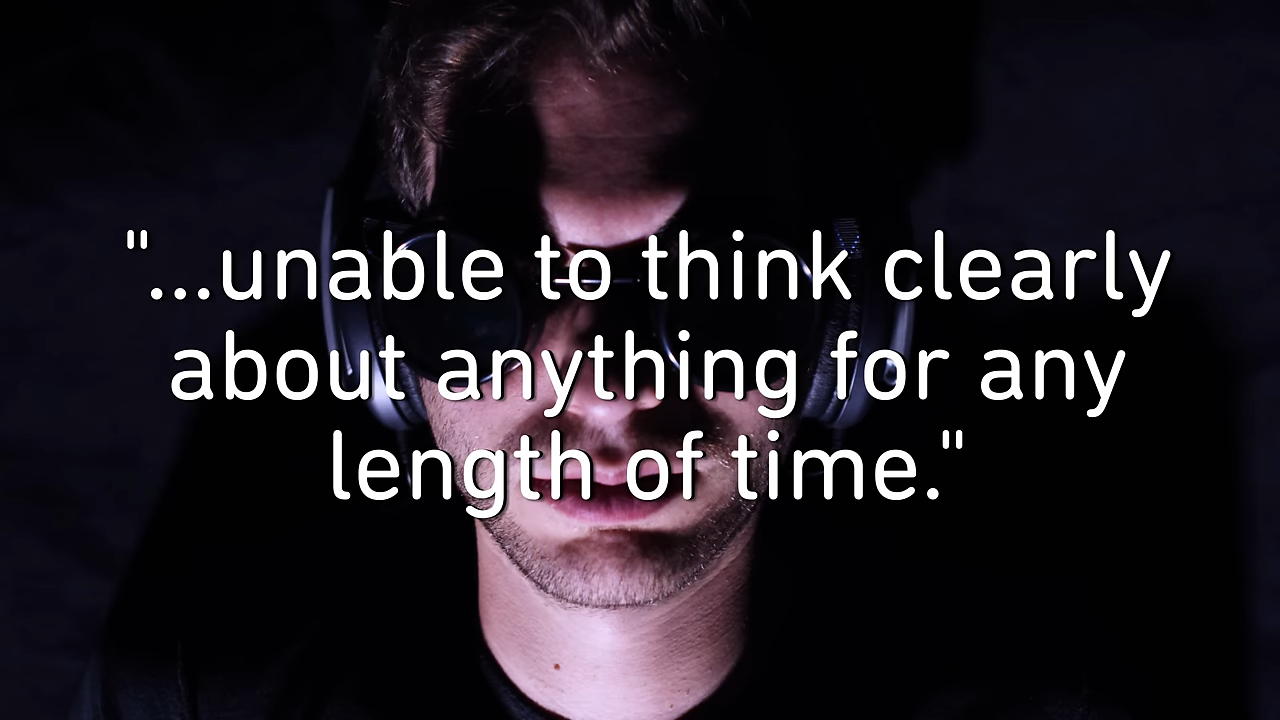 "...unable to think clearly
about anything for any
length of time."